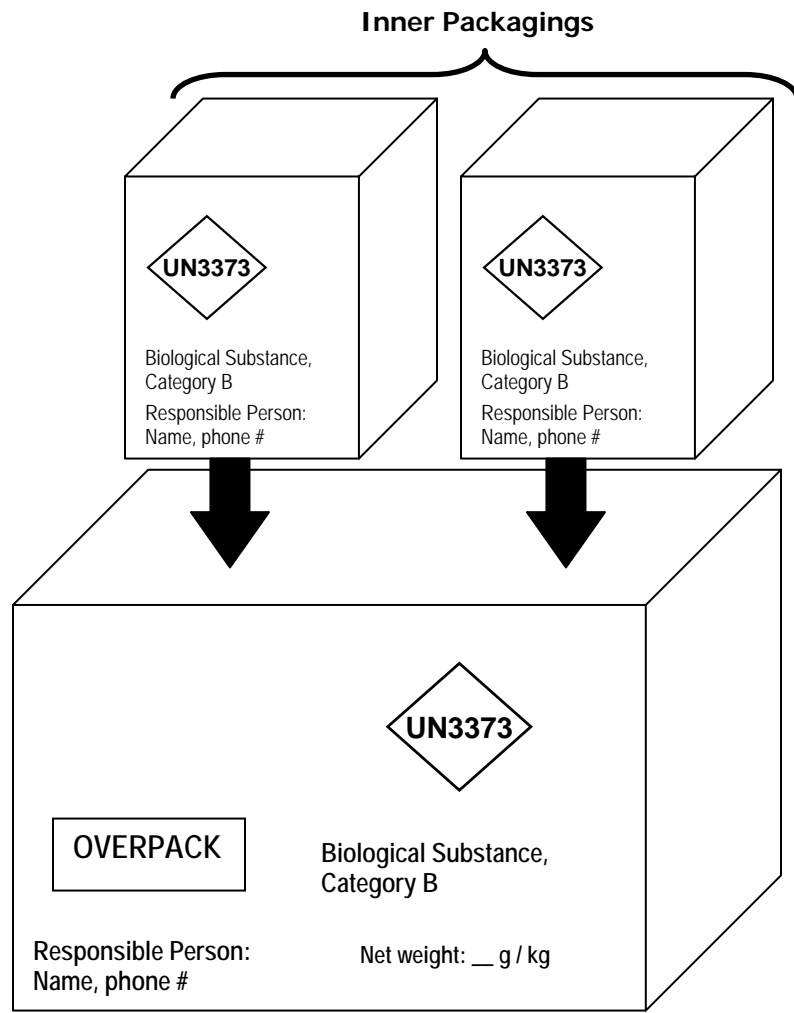 Inner Packagings
UN3373
Biological Substance,
Category B
Responsible Person:
Name, phone #
UN3373
Biological Substance,
Category B
Responsible Person:
Name, phone #
UN3373
OVERPACK
Biological Substance,
Category B
Responsible Person:
Name, phone #
Net weight: __ g / kg